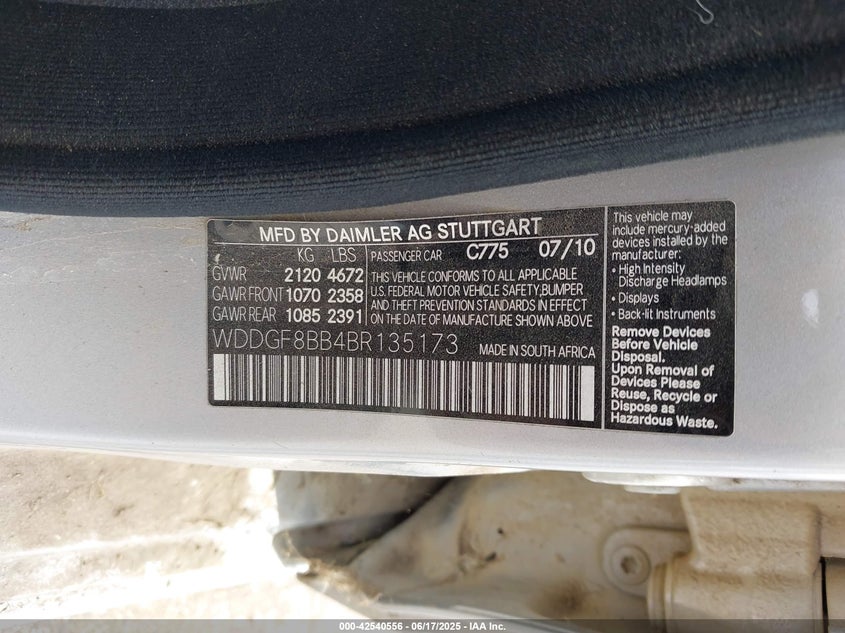 MFD BY DAIMLER AG STUTTGART
KG LBS PASSENGER CAR C775 07/10
GVWR 2120 4672
GAWR FRONT 1070 2358
GAWR REAR 1085 2391
THIS VEHICLE CONFORMS TO ALL APPLICABLE
U.S. FEDERAL MOTOR VEHICLE SAFETY,BUMPER
AND THEFT PREVENTION STANDARDS IN EFFECT
ON THE DATE OF MANUFACTURE SHOWN ABOVE
WDDGF8BB4BR135173 MADE IN SOUTH AFRICA
This vehicle may
include mercury-added
devices installed by the
manufacturer:
• High Intensity
Discharge Headlamps
• Displays
• Back-lit Instruments
Remove Devices
Before Vehicle
Disposal.
Upon Removal of
Devices Please
Reuse, Recycle or
Dispose as
Hazardous Waste.
000-42540556 - 06/17/2025 - IAA Inc.